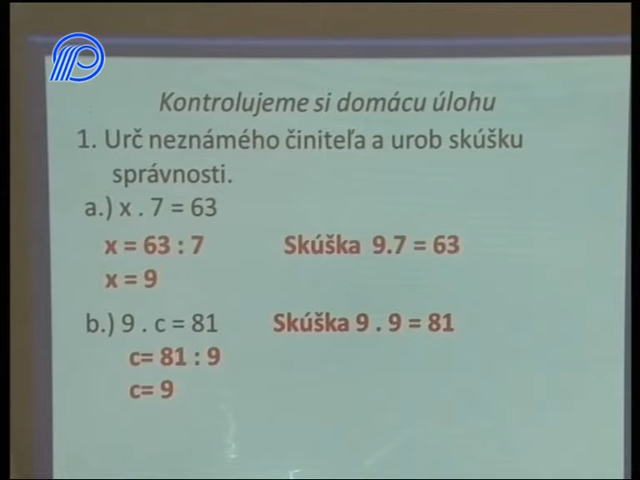 Kontrolujeme si domácu úlohu
1. Urč neznámého činiteľa a urob skúšku
správnosti.
a.) x . 7 = 63
x = 63 : 7 Skúška 9.7 = 63
x = 9
b.) 9 . c = 81 Skúška 9 . 9 = 81
c= 81 : 9
c= 9